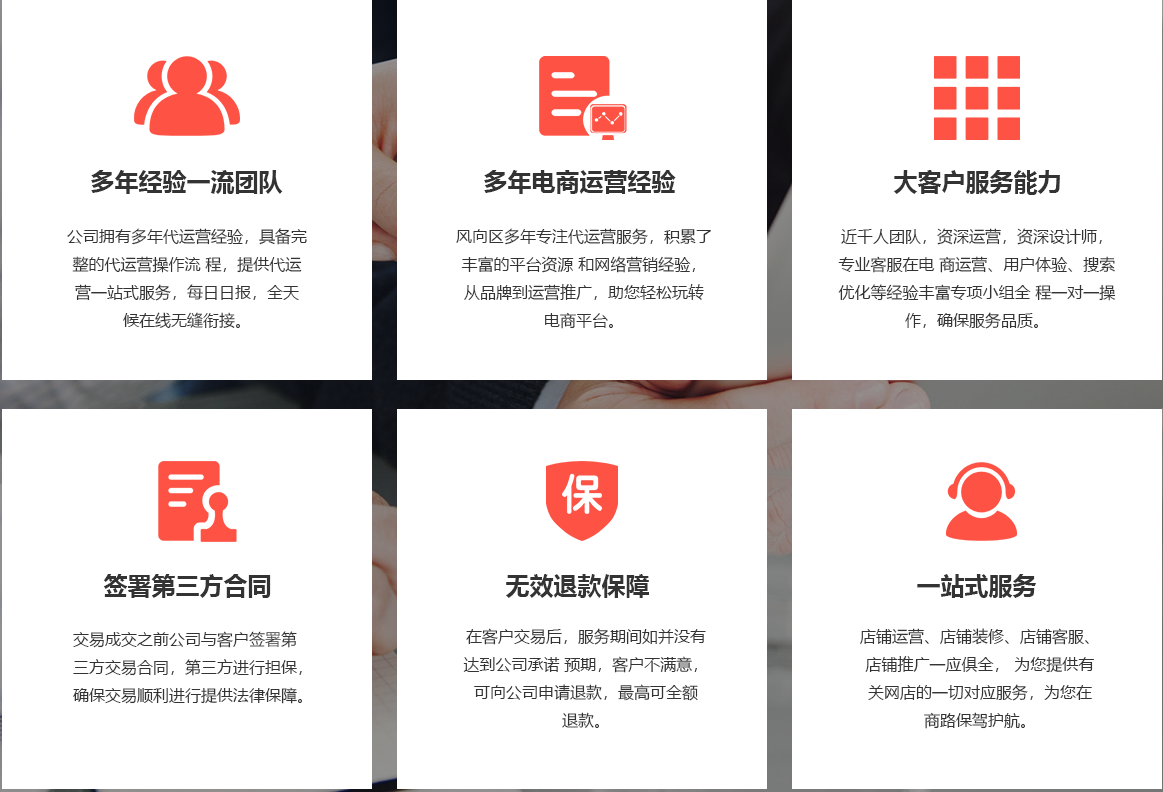 多年经验一流团队
公司拥有多年代运营经验，具备完
整的代运营操作流 程，提供代运
营一站式服务，每日日报，全天
候在线无缝衔接。
多年电商运营经验
风向区多年专注代运营服务，积累了
丰富的平台资源 和网络营销经验，
从品牌到运营推广，助您轻松玩转
电商平台。
大客户服务能力
近千人团队，资深运营，资深设计师，
专业客服在电 商运营、用户体验、搜索
优化等经验丰富专项小组全 程一对一操
作，确保服务品质。
签署第三方合同
交易成交之前公司与客户签署第
三方交易合同，第三方进行担保，
确保交易顺利进行提供法律保障。
保
无效退款保障
在客户交易后，服务期间如并没有
达到公司承诺 预期，客户不满意，
可向公司申请退款，最高可全额
退款。
一站式服务
店铺运营、店铺装修、店铺客服、
店铺推广一应俱全， 为您提供有
关网店的一切对应服务，为您在
商路保驾护航。